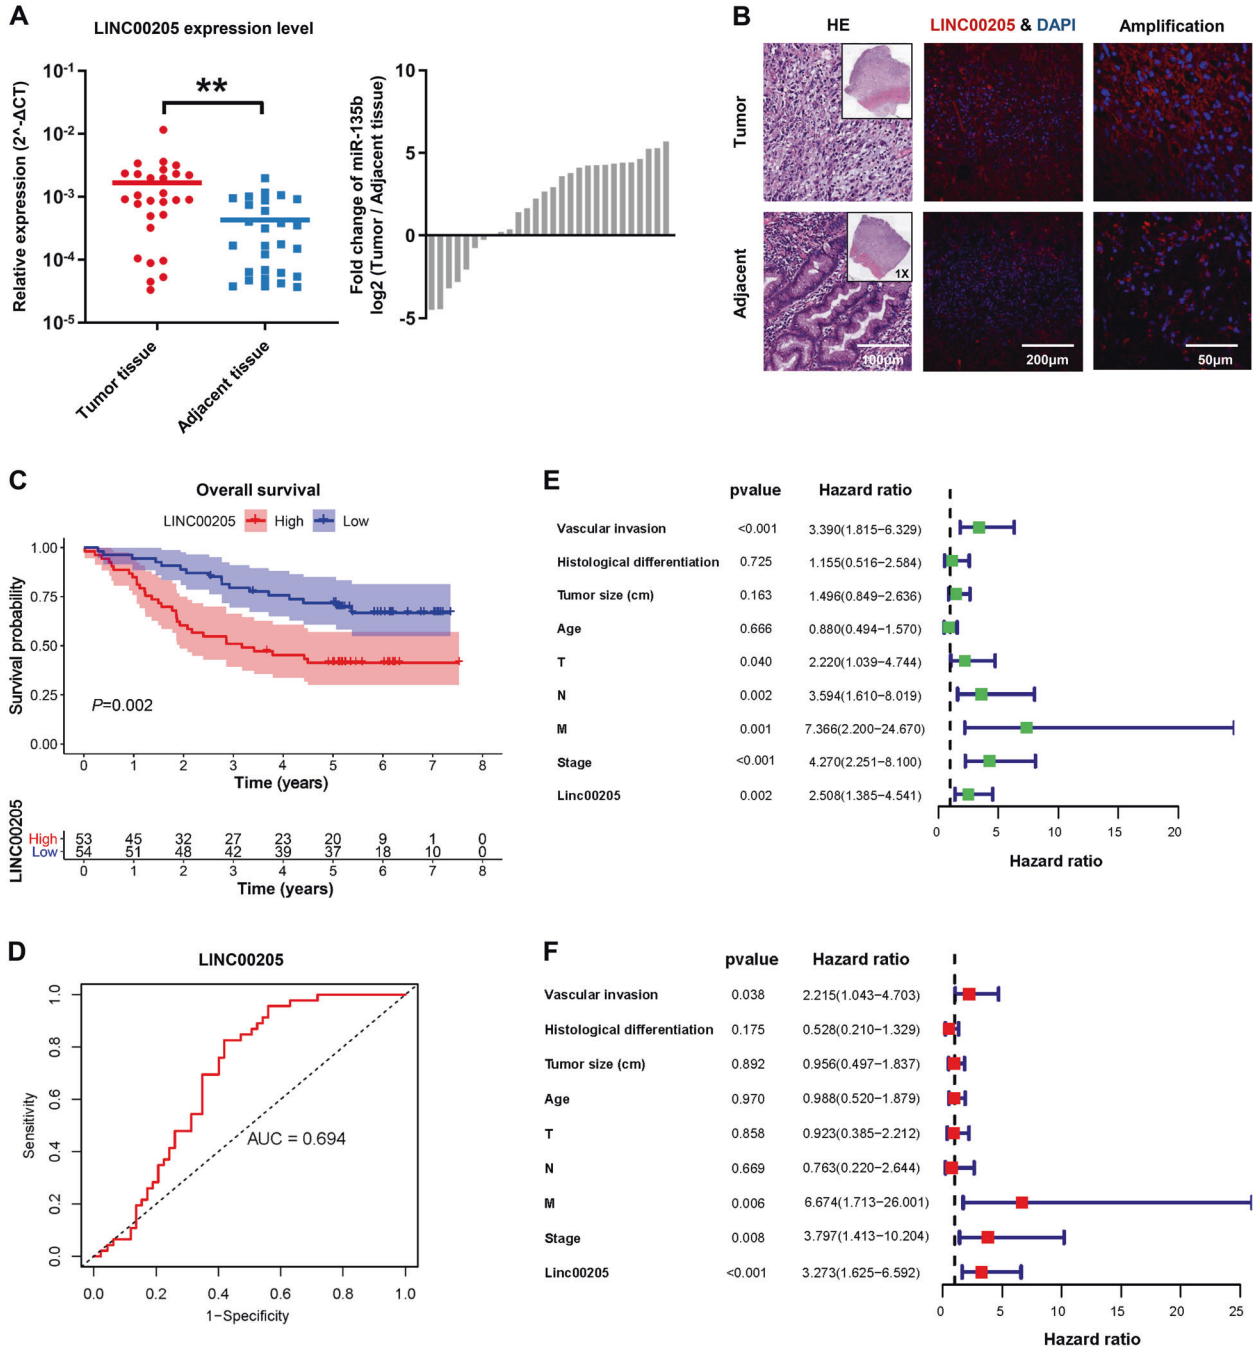 A
LINC00205 expression level
Relative expression (2^-ΔCT)
10-1
10-2
10-3
10-4
10-5
**
Tumor tissue
Adjacent tissue
Fold change of miR-135b
log2 (Tumor / Adjacent tissue)
10
5
0
-5
B
HE
LINC00205 & DAPI
Amplification
Tumor
Adjacent
1X
100μm
200μm
50μm
C
Overall survival
LINC00205 High Low
Survival probability
1.00
0.75
0.50
0.25
0.00
P=0.002
0 1 2 3 4 5 6 7 8
Time (years)
LINC00205
High 53 45 32 27 23 20 9 1 0
Low 54 51 48 42 39 37 18 10 0
0 1 2 3 4 5 6 7 8
Time (years)
D
LINC00205
Sensitivity
1.0
0.8
0.6
0.4
0.2
0.0
AUC = 0.694
0.0 0.2 0.4 0.6 0.8 1.0
1−Specificity
E
pvalue Hazard ratio
Vascular invasion <0.001 3.390(1.815−6.329)
Histological differentiation 0.725 1.155(0.516−2.584)
Tumor size (cm) 0.163 1.496(0.849−2.636)
Age 0.666 0.880(0.494−1.570)
T 0.040 2.220(1.039−4.744)
N 0.002 3.594(1.610−8.019)
M 0.001 7.366(2.200−24.670)
Stage <0.001 4.270(2.251−8.100)
Linc00205 0.002 2.508(1.385−4.541)
0 5 10 15 20
Hazard ratio
F
pvalue Hazard ratio
Vascular invasion 0.038 2.215(1.043−4.703)
Histological differentiation 0.175 0.528(0.210−1.329)
Tumor size (cm) 0.892 0.956(0.497−1.837)
Age 0.970 0.988(0.520−1.879)
T 0.858 0.923(0.385−2.212)
N 0.669 0.763(0.220−2.644)
M 0.006 6.674(1.713−26.001)
Stage 0.008 3.797(1.413−10.204)
Linc00205 <0.001 3.273(1.625−6.592)
0 5 10 15 20 25
Hazard ratio